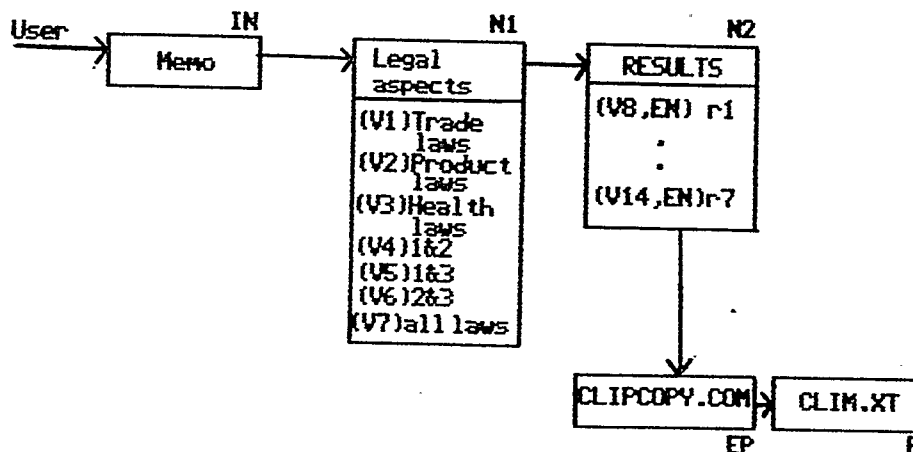 User
IN
Memo
N1
Legal
aspects
(V1)Trade
laws
(V2)Product
laws
(V3)Health
laws
(V4)1&2
(V5)1&3
(V6)2&3
(V7)all laws
N2
RESULTS
(V8,EN) r1
.
.
(V14,EN)r7
CLIPCOPY.COM
EP
CLIM.XT